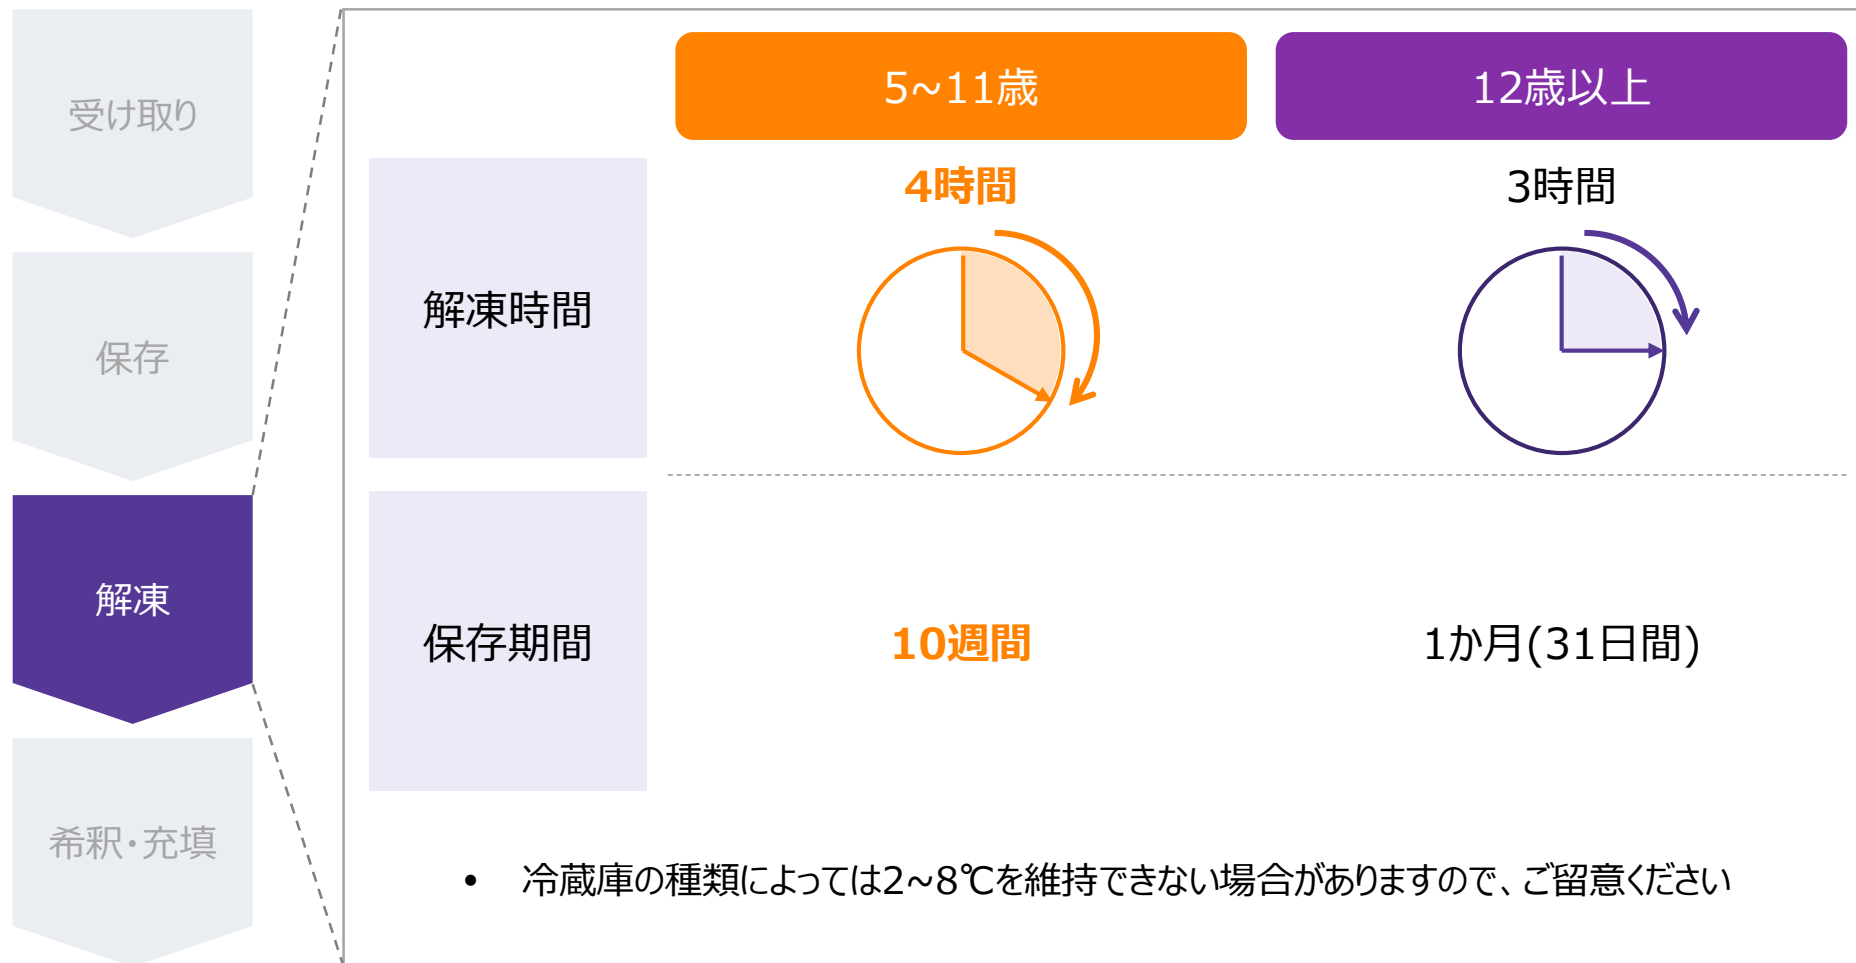 受け取り
保存
解凍
希釈・充填
5~11歳
12歳以上
解凍時間
4時間
3時間
保存期間
10週間
1か月(31日間)
• 冷蔵庫の種類によっては2~8℃を維持できない場合がありますので、ご留意ください